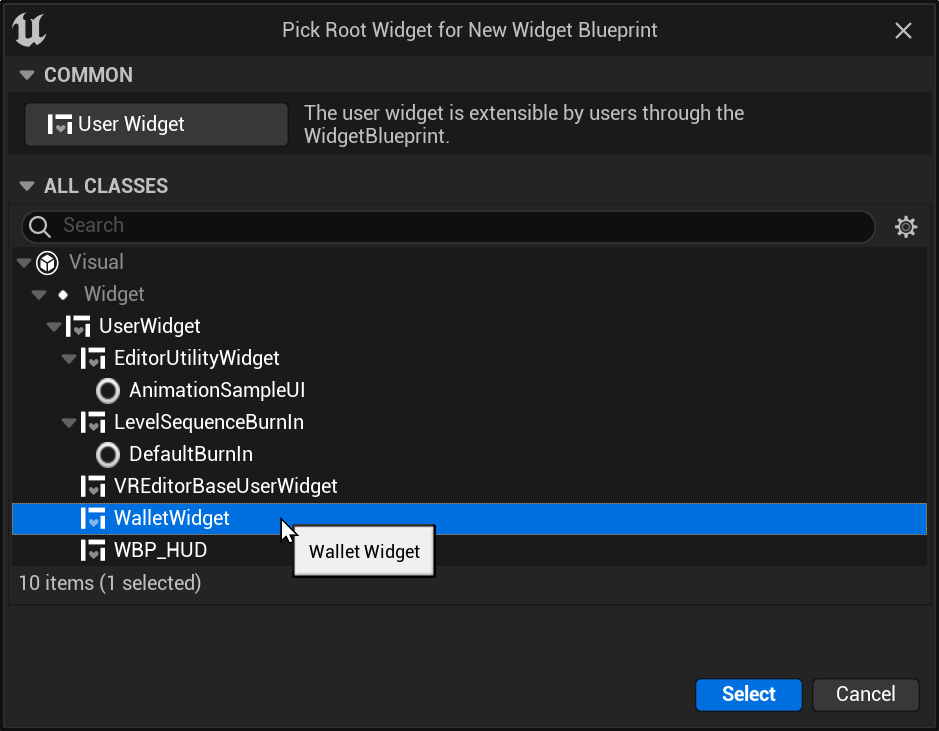 Pick Root Widget for New Widget Blueprint
COMMON
User Widget
The user widget is extensible by users through the
WidgetBlueprint.
ALL CLASSES
Search
Visual
Widget
UserWidget
EditorUtilityWidget
AnimationSampleUI
LevelSequenceBurnIn
DefaultBurnIn
VREditorBaseUserWidget
WalletWidget
Wallet Widget
WBP_HUD
10 items (1 selected)
Select
Cancel